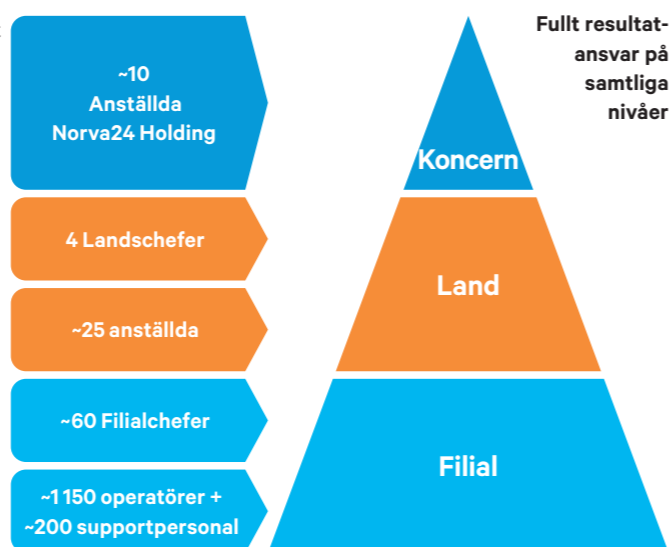 ~10
Anställda
Norva24 Holding
4 Landschefer
~25 anställda
~60 Filialchefer
~1 150 operatörer +
~200 supportpersonal
Koncern
Land
Filial
Fullt resultat-
ansvar på
samtliga
nivåer